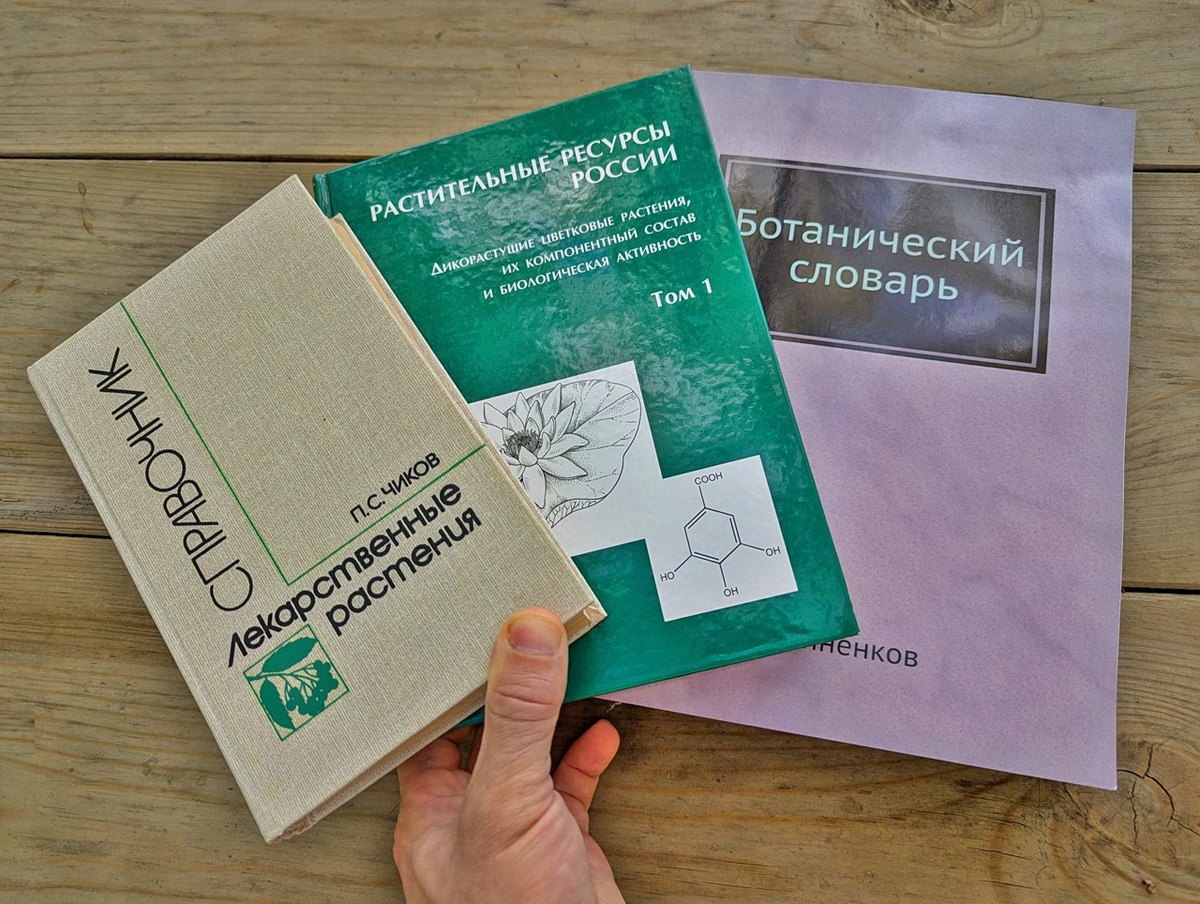 СПРАВОЧНИК
П.С.ЧИКОВ
Лекарственные
растения
РАСТИТЕЛЬНЫЕ РЕСУРСЫ
РОССИИ
Дикорастущие цветковые растения,
их компонентный состав
и биологическая активность
Том 1
COOH
HO
OH
OH
Ботанический
словарь